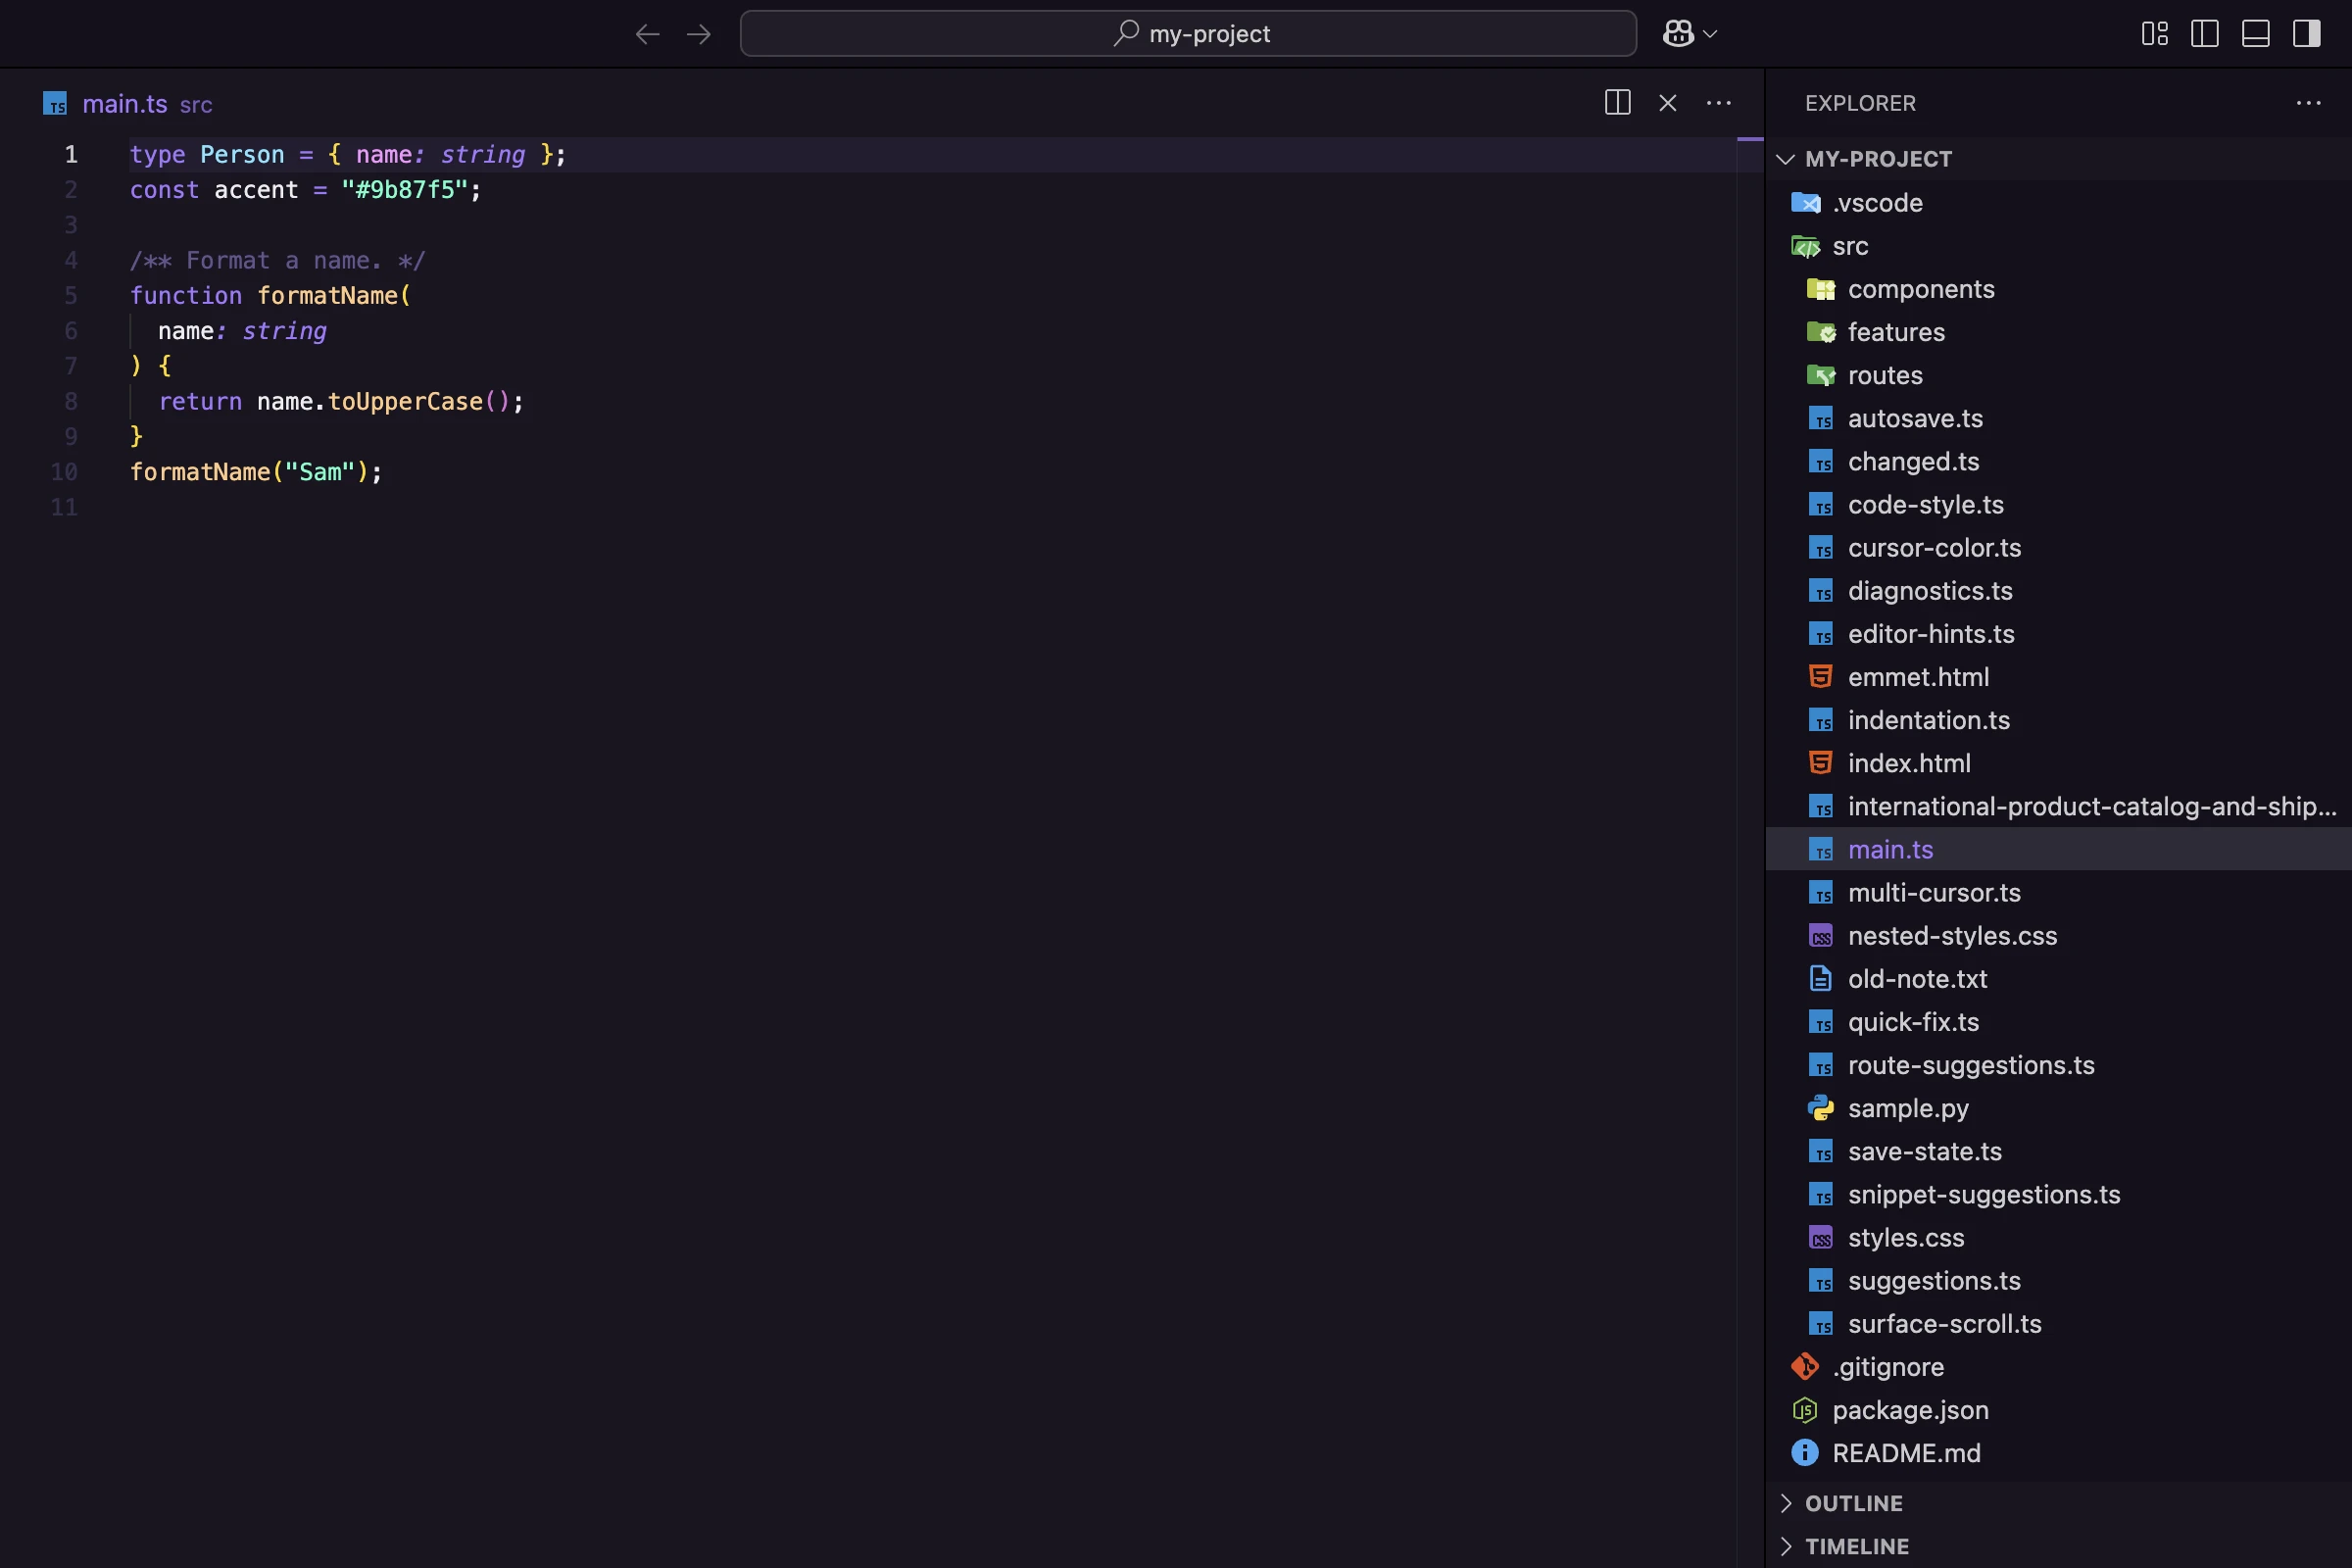 my-project
main.ts src
1 type Person = { name: string };
2 const accent = "#9b87f5";
3
4 /** Format a name. */
5 function formatName(
6 name: string
7 ) {
8 return name.toUpperCase();
9 }
10 formatName("Sam");
11
EXPLORER
MY-PROJECT
.vscode
src
components
features
routes
autosave.ts
changed.ts
code-style.ts
cursor-color.ts
diagnostics.ts
editor-hints.ts
emmet.html
indentation.ts
index.html
international-product-catalog-and-ship...
main.ts
multi-cursor.ts
nested-styles.css
old-note.txt
quick-fix.ts
route-suggestions.ts
sample.py
save-state.ts
snippet-suggestions.ts
styles.css
suggestions.ts
surface-scroll.ts
.gitignore
package.json
README.md
OUTLINE
TIMELINE